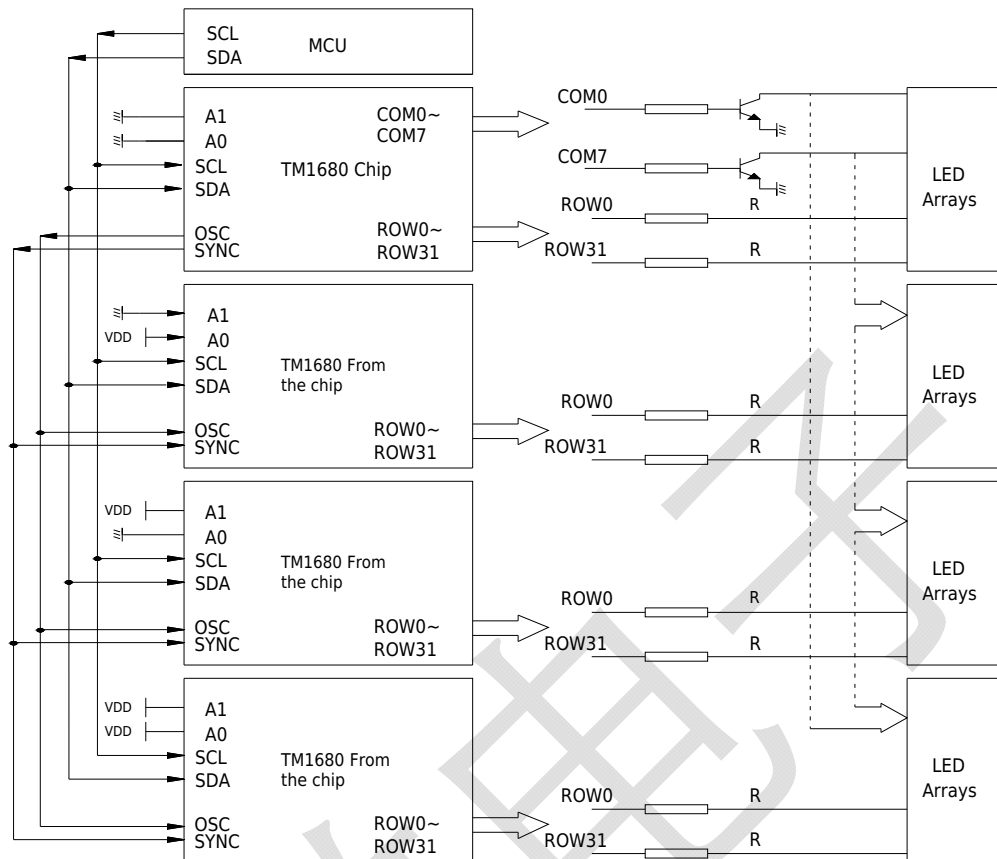 SCL
SDA
MCU
A1
A0
SCL
SDA
OSC
SYNC
COM0~
COM7
TM1680 Chip
ROW0~
ROW31
COM0
COM7
ROW0
R
ROW31
R
LED
Arrays
A1
VDD
A0
SCL
SDA
OSC
SYNC
TM1680 From
the chip
ROW0~
ROW31
ROW0
R
ROW31
R
LED
Arrays
VDD
A1
A0
SCL
SDA
OSC
SYNC
TM1680 From
the chip
ROW0~
ROW31
ROW0
R
ROW31
R
LED
Arrays
VDD
A1
VDD
A0
SCL
SDA
OSC
SYNC
TM1680 From
the chip
ROW0~
ROW31
ROW0
R
ROW31
R
LED
Arrays
电子